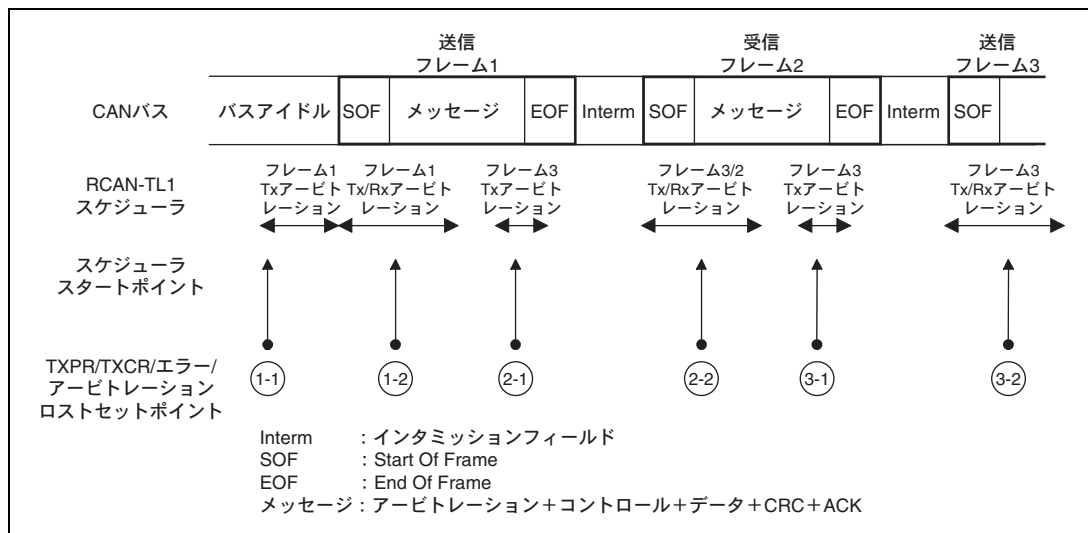 送信
フレーム1
受信
フレーム2
送信
フレーム3
CANバス
バスアイドル SOF メッセージ EOF Interm SOF メッセージ EOF Interm SOF
RCAN-TL1
スケジューラ
フレーム1
Txアービト
レーション
フレーム1
Tx/Rxアービト
レーション
フレーム3
Txアービト
レーション
フレーム3/2
Tx/Rxアービト
レーション
フレーム3
Txアービト
レーション
フレーム3
Tx/Rxアービト
レーション
スケジューラ
スタートポイント
TXPR/TXCR/エラー/
アービトレーション
ロストセットポイント
1-1 1-2 2-1 2-2 3-1 3-2
Interm :インタミッションフィールド
SOF :Start Of Frame
EOF :End Of Frame
メッセージ:アービトレーション+コントロール+データ+CRC+ACK